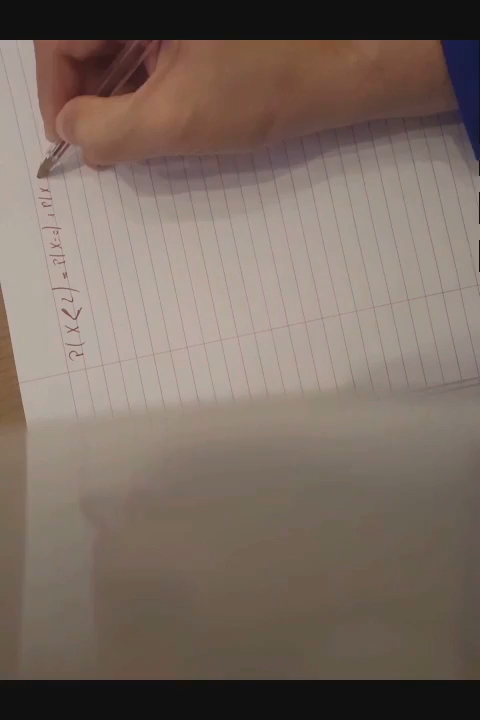 P(X<2) = P(X=0) + P(X